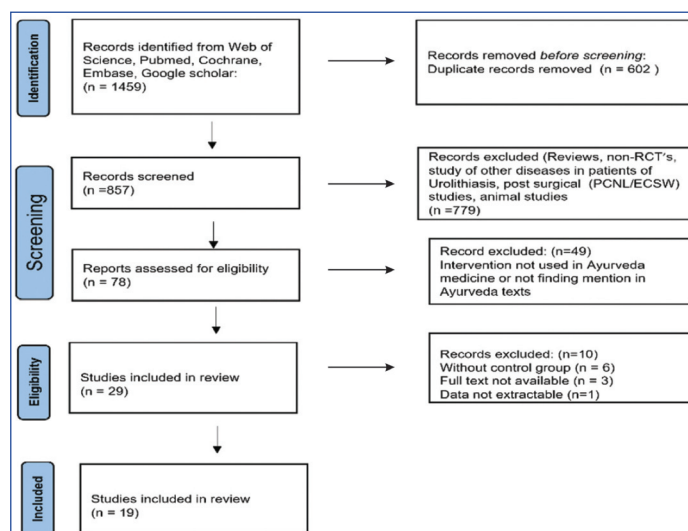 Identification
Records identified from Web of
Science, Pubmed, Cochrane,
Embase, Google scholar:
(n = 1459)
Records removed before screening:
Duplicate records removed (n = 602 )
Screening
Records screened
(n =857)
Records excluded (Reviews, non-RCT's,
study of other diseases in patients of
Urolithiasis, post surgical (PCNL/ECSW)
studies, animal studies
(n =779)
Reports assessed for eligibility
(n = 78)
Record excluded: (n=49)
Intervention not used in Ayurveda
medicine or not finding mention in
Ayurveda texts
Eligibility
Studies included in review
(n = 29)
Records excluded: (n=10)
Without control group (n = 6)
Full text not available (n = 3)
Data not extractable (n=1)
Included
Studies included in review
(n = 19)